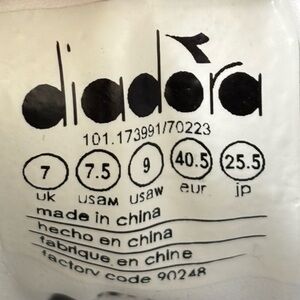 diadora
101.173991/70223
7 7.5 9 40.5 25.5
uk usam usaw eur jp
made in china
hecho en china
fabrique en chine
factory code 90248